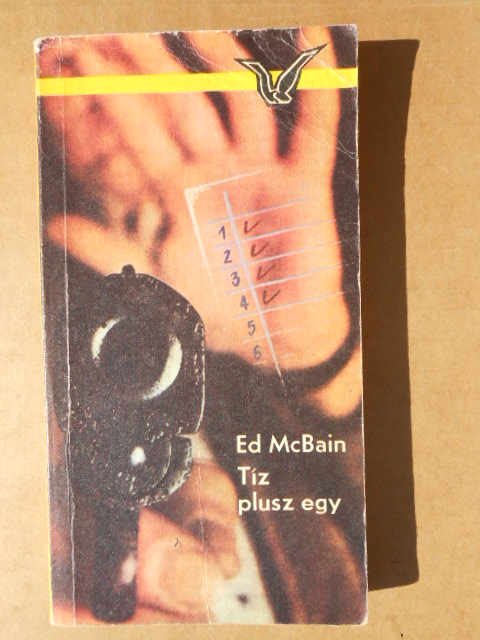 1 ✓
2 ✓
3 ✓
4 ✓
5
6
Ed McBain
Tíz
plusz egy